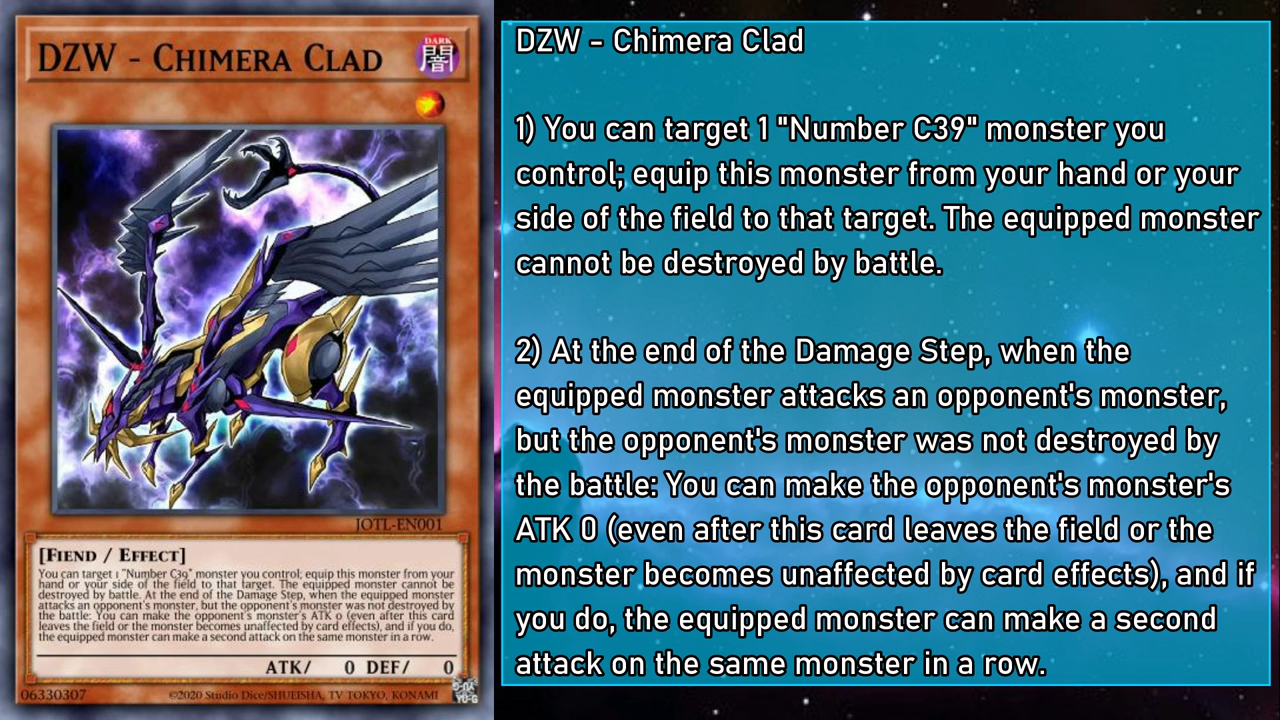 DZW - Chimera Clad
DARK
闇
JOTL-EN001
[Fiend / Effect]
You can target 1 "Number C39" monster you control; equip this monster from your
hand or your side of the field to that target. The equipped monster cannot be
destroyed by battle. At the end of the Damage Step, when the equipped monster
attacks an opponent's monster, but the opponent's monster was not destroyed by
the battle: You can make the opponent's monster's ATK 0 (even after this card
leaves the field or the monster becomes unaffected by card effects), and if you do,
the equipped monster can make a second attack on the same monster in a row.
ATK/ 0 DEF/ 0
06330307
©2020 Studio Dice/SHUEISHA, TV TOKYO, KONAMI
DZW - Chimera Clad
1) You can target 1 "Number C39" monster you
control; equip this monster from your hand or your
side of the field to that target. The equipped monster
cannot be destroyed by battle.
2) At the end of the Damage Step, when the
equipped monster attacks an opponent's monster,
but the opponent's monster was not destroyed by
the battle: You can make the opponent's monster's
ATK 0 (even after this card leaves the field or the
monster becomes unaffected by card effects), and if
you do, the equipped monster can make a second
attack on the same monster in a row.